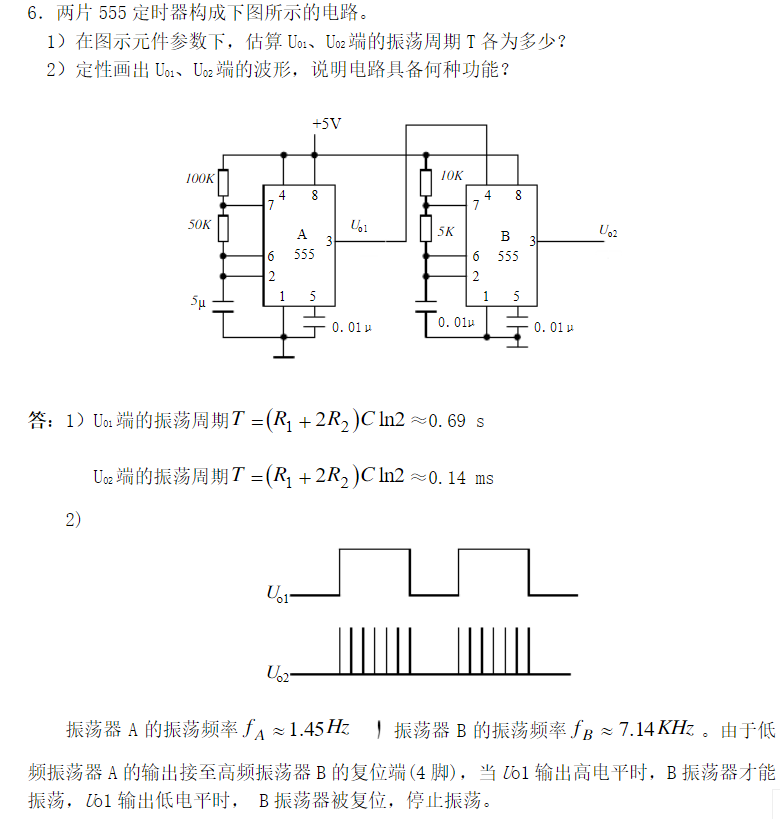 6. 两片 555 定时器构成下图所示的电路。
1）在图示元件参数下，估算 U₀₁、U₀₂ 端的振荡周期 T 各为多少？
2）定性画出 U₀₁、U₀₂ 端的波形，说明电路具备何种功能？
+5V
100K 10K
4 8 4 8
7 7
50K A 3 Uo1 5K B 3 Uo2
555 555
6 6
2 2
5μ 1 5 0.01μ 0.01μ 1 5 0.01μ
答：1）U₀₁ 端的振荡周期 T =(R₁ + 2R₂)C ln2 ≈0.69 s
U₀₂ 端的振荡周期 T =(R₁ + 2R₂)C ln2 ≈0.14 ms
2)
Uo1
Uo2
振荡器 A 的振荡频率 f_A ≈ 1.45Hz ，振荡器 B 的振荡频率 f_B ≈ 7.14KHz 。由于低
频振荡器 A 的输出接至高频振荡器 B 的复位端(4 脚)，当 Uo1 输出高电平时，B 振荡器才能
振荡，Uo1 输出低电平时， B 振荡器被复位，停止振荡。